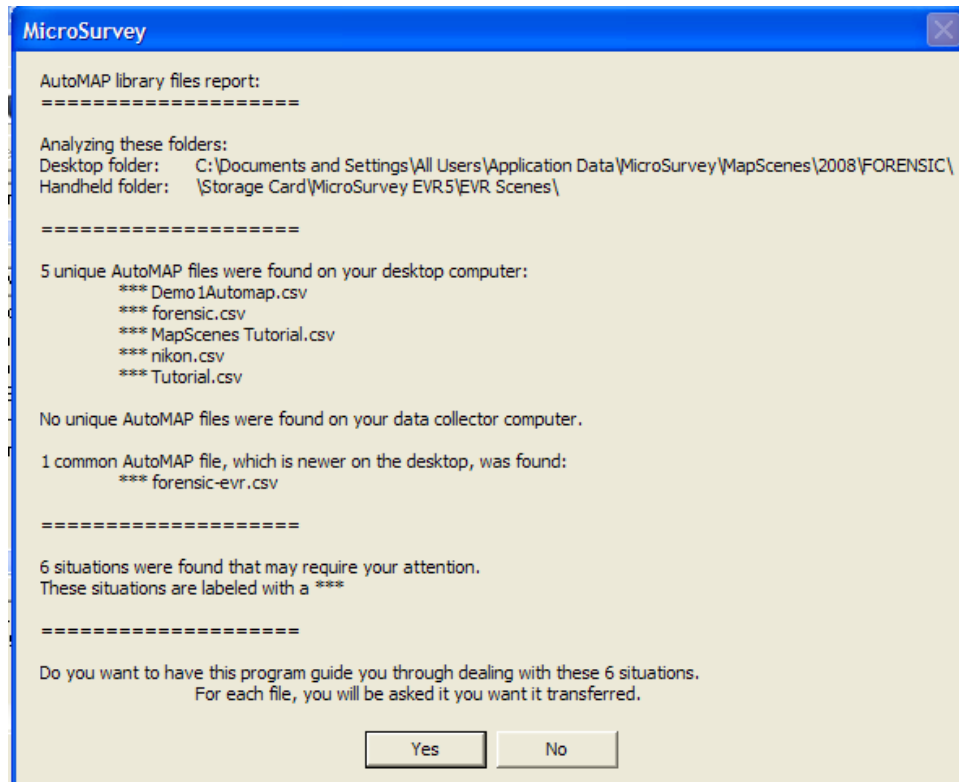 MicroSurvey
AutoMAP library files report:
====================
Analyzing these folders:
Desktop folder: C:\Documents and Settings\All Users\Application Data\MicroSurvey\MapScenes\2008\FORENSIC\
Handheld folder: \Storage Card\MicroSurvey EVR5\EVR Scenes\
====================
5 unique AutoMAP files were found on your desktop computer:
*** Demo1Automap.csv
*** forensic.csv
*** MapScenes Tutorial.csv
*** nikon.csv
*** Tutorial.csv
No unique AutoMAP files were found on your data collector computer.
1 common AutoMAP file, which is newer on the desktop, was found:
*** forensic-evr.csv
====================
6 situations were found that may require your attention.
These situations are labeled with a ***
====================
Do you want to have this program guide you through dealing with these 6 situations.
For each file, you will be asked it you want it transferred.
Yes No